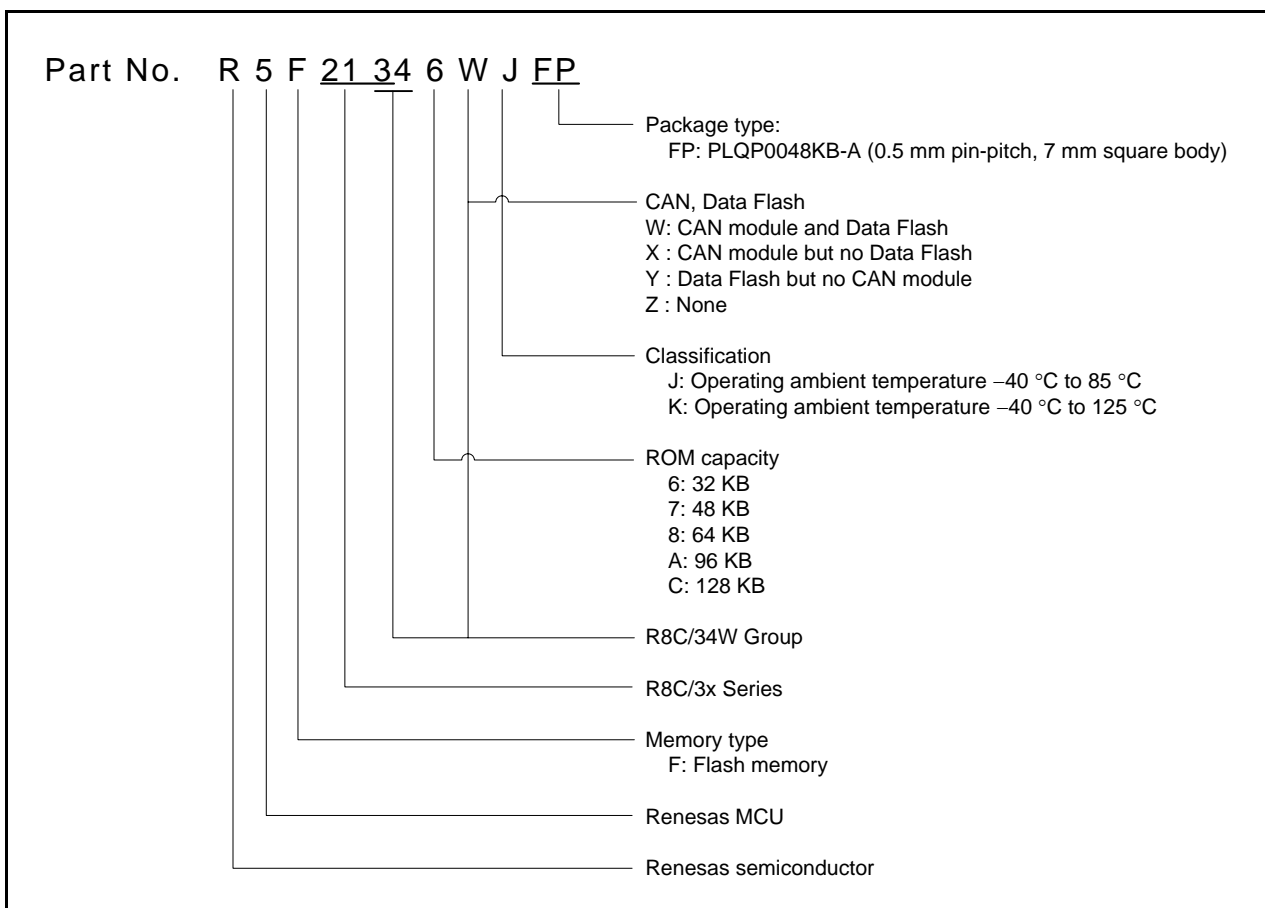 Part No. R 5 F 21 34 6 W J FP
Package type:
FP: PLQP0048KB-A (0.5 mm pin-pitch, 7 mm square body)
CAN, Data Flash
W: CAN module and Data Flash
X : CAN module but no Data Flash
Y : Data Flash but no CAN module
Z : None
Classification
J: Operating ambient temperature −40 °C to 85 °C
K: Operating ambient temperature −40 °C to 125 °C
ROM capacity
6: 32 KB
7: 48 KB
8: 64 KB
A: 96 KB
C: 128 KB
R8C/34W Group
R8C/3x Series
Memory type
F: Flash memory
Renesas MCU
Renesas semiconductor